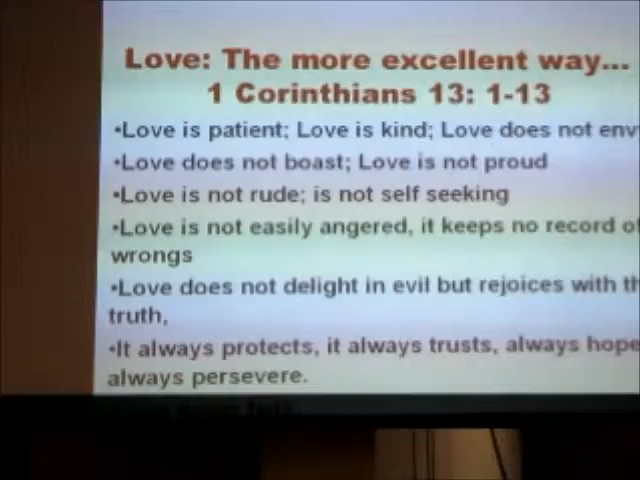 Love: The more excellent way...
1 Corinthians 13: 1-13
•Love is patient; Love is kind; Love does not env
•Love does not boast; Love is not proud
•Love is not rude; is not self seeking
•Love is not easily angered, it keeps no record of
wrongs
•Love does not delight in evil but rejoices with th
truth,
•It always protects, it always trusts, always hope
always persevere.